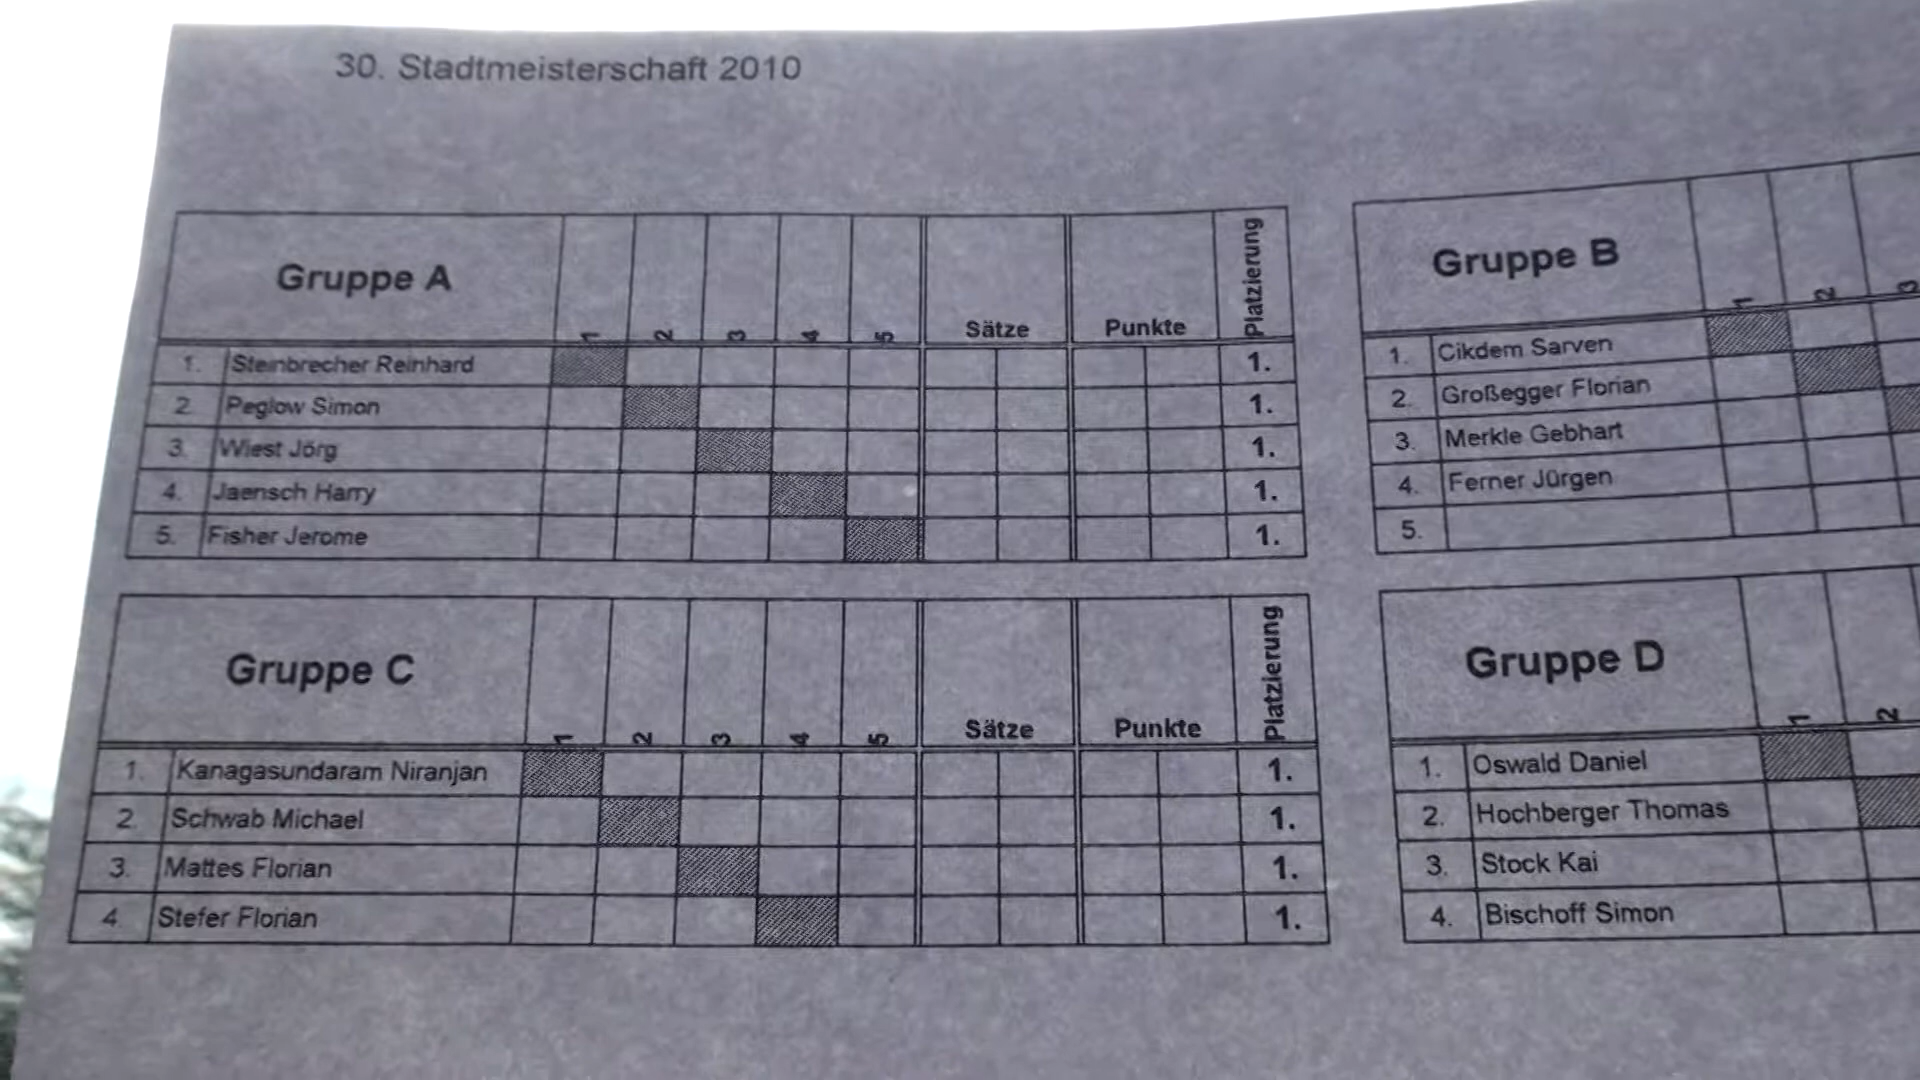 30. Stadtmeisterschaft 2010
Gruppe A 1 2 3 4 5 Sätze Punkte Platzierung
1. Steinbrecher Reinhard 1.
2. Peglow Simon 1.
3. Wiest Jörg 1.
4. Jaensch Harry 1.
5. Fisher Jerome 1.
Gruppe B 1 2 3
1. Cikdem Sarven
2. Großegger Florian
3. Merkle Gebhart
4. Ferner Jürgen
5.
Gruppe C 1 2 3 4 5 Sätze Punkte Platzierung
1. Kanagasundaram Niranjan 1.
2. Schwab Michael 1.
3. Mattes Florian 1.
4 Stefer Florian 1.
Gruppe D 1 2
1. Oswald Daniel
2. Hochberger Thomas
3. Stock Kai
4. Bischoff Simon